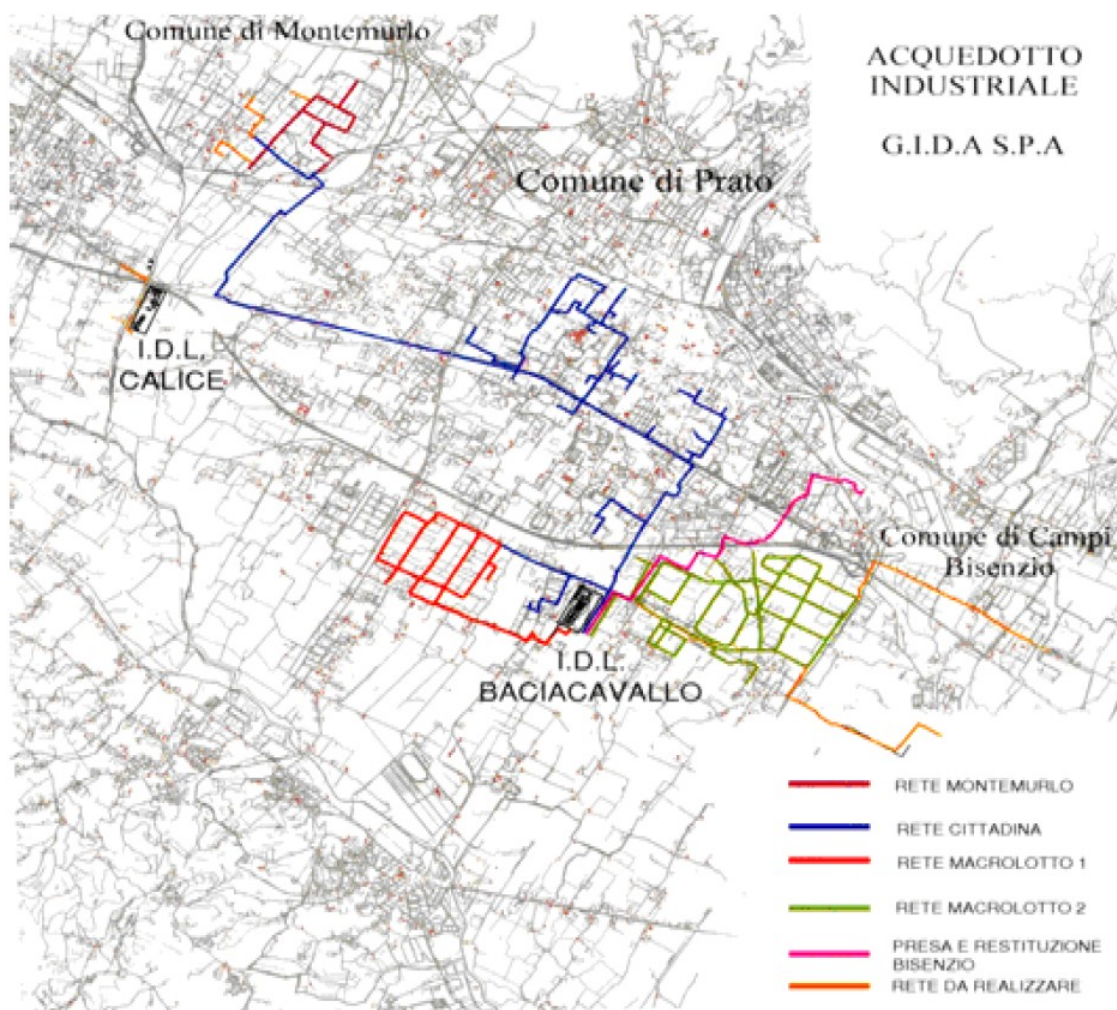 Comune di Montemurlo
ACQUEDOTTO
INDUSTRIALE
G.I.D.A S.P.A
Comune di Prato
I.D.L.
CALICE
Comune di Campi
Bisenzio
I.D.L.
BACIACAVALLO
RETE MONTEMURLO
RETE CITTADINA
RETE MACROLOTTO 1
RETE MACROLOTTO 2
PRESA E RESTITUZIONE
BISENZIO
RETE DA REALIZZARE